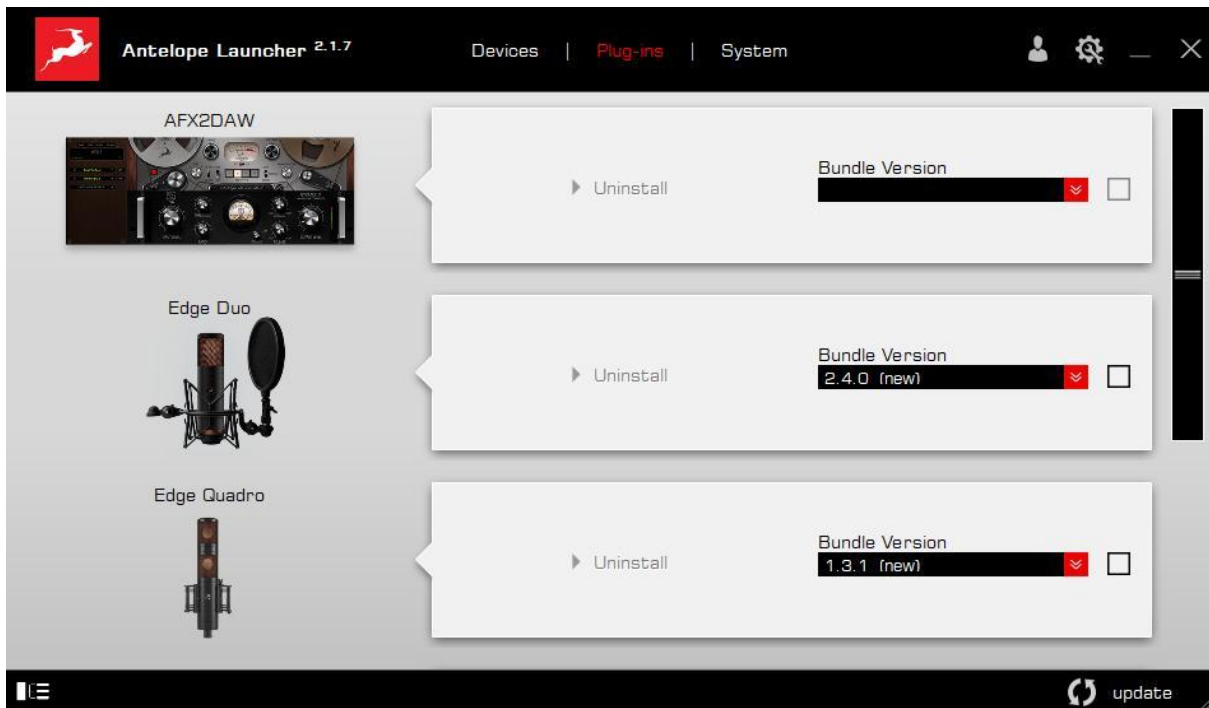 Antelope Launcher 2.1.7
Devices | Plug-ins | System
AFX2DAW
Uninstall
Bundle Version
Edge Duo
Uninstall
Bundle Version
2.4.0 (new)
Edge Quadro
Uninstall
Bundle Version
1.3.1 (new)
update